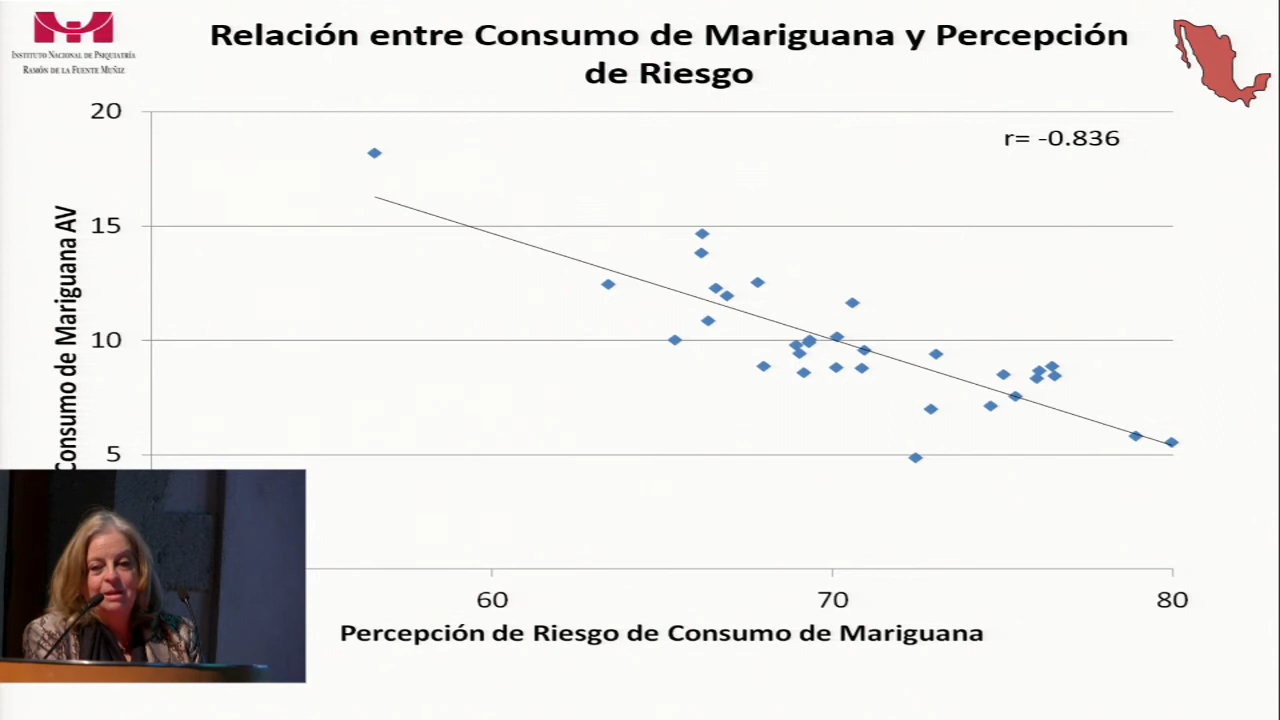 INSTITUTO NACIONAL DE PSIQUIATRÍA
RAMÓN DE LA FUENTE MUÑIZ
Relación entre Consumo de Mariguana y Percepción
de Riesgo
r= -0.836
Consumo de Mariguana AV
20
15
10
5
60
70
80
Percepción de Riesgo de Consumo de Mariguana